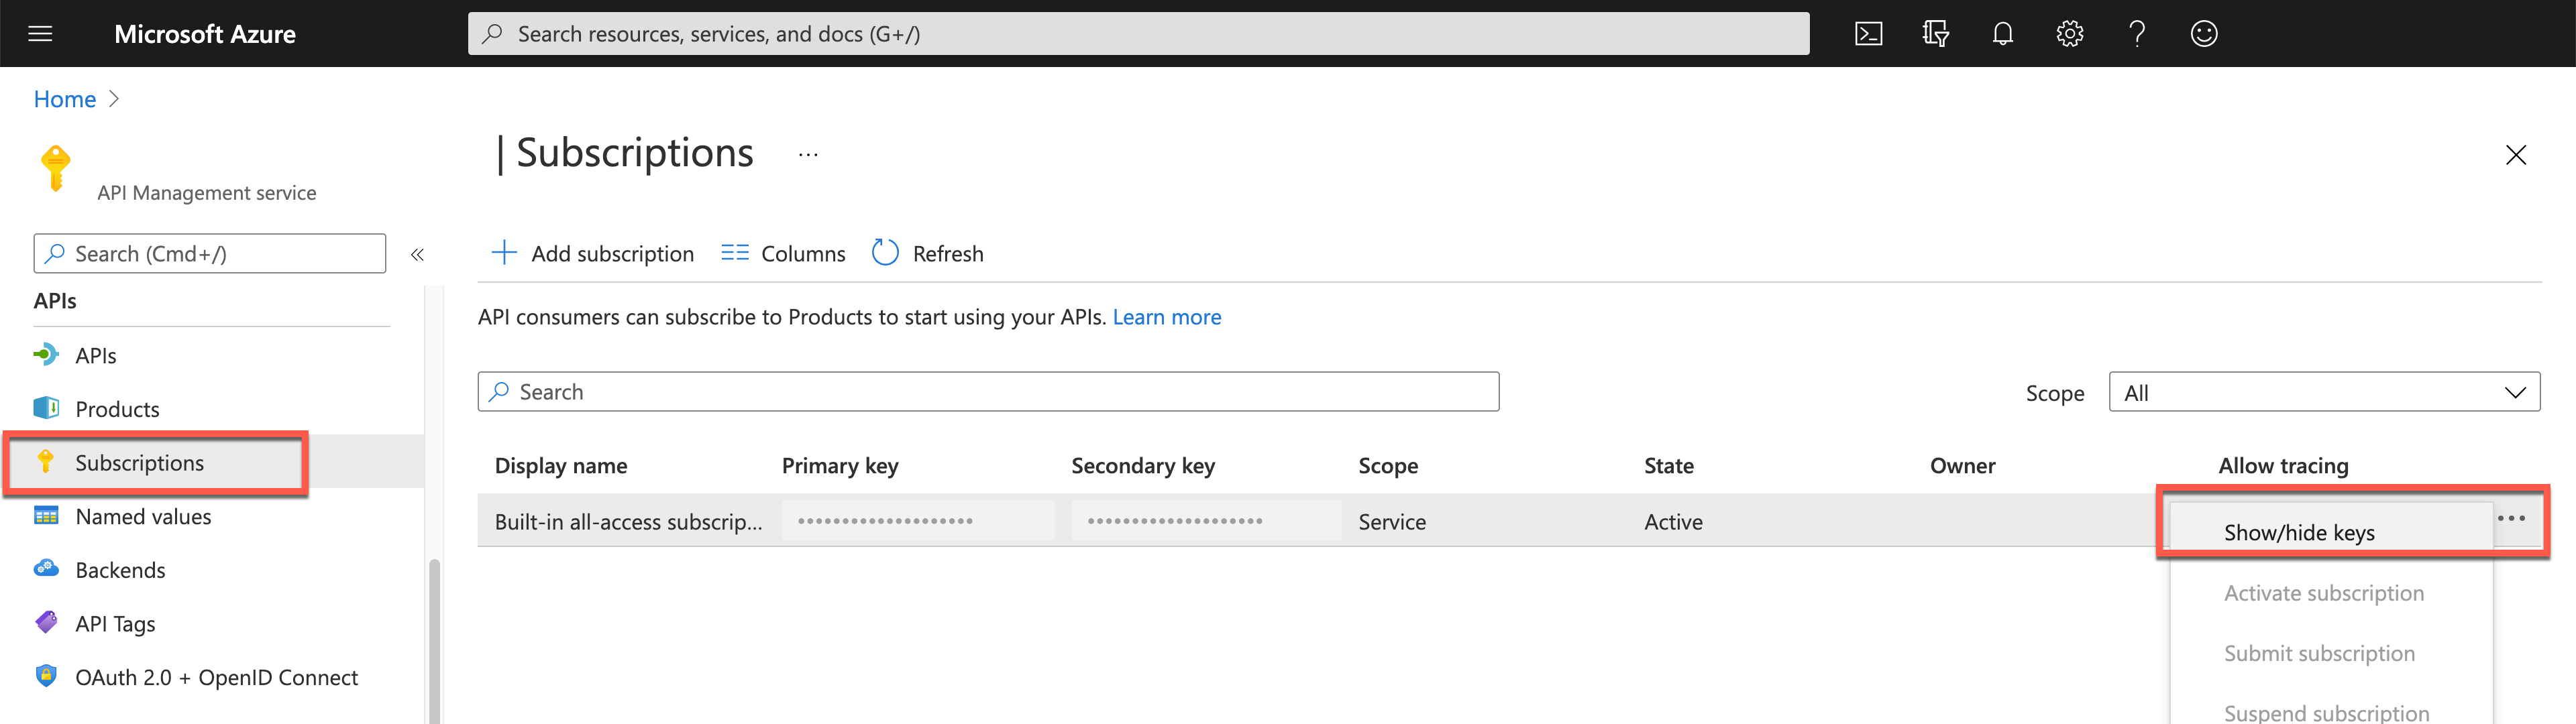 Microsoft Azure
Search resources, services, and docs (G+/)
Home
| Subscriptions ...
API Management service
Search (Cmd+/)
«
Add subscription
Columns
Refresh
APIs
API consumers can subscribe to Products to start using your APIs. Learn more
APIs
Products
Subscriptions
Named values
Backends
API Tags
OAuth 2.0 + OpenID Connect
Search
Scope
All
Display name Primary key Secondary key Scope State Owner Allow tracing
Built-in all-access subscrip... •••••••••••••••••••• •••••••••••••••••••• Service Active
Show/hide keys
Activate subscription
Submit subscription
Suspend subscription